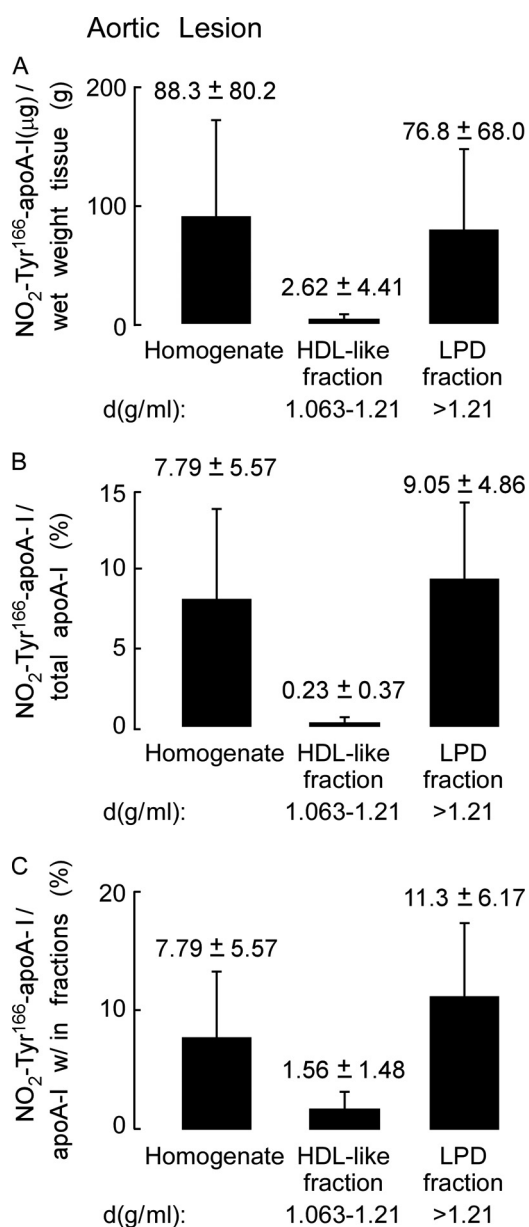 Aortic Lesion
A
NO₂-Tyr¹⁶⁶-apoA-I(μg) /
wet weight tissue (g)
200
100
0
88.3 ± 80.2
2.62 ± 4.41
76.8 ± 68.0
Homogenate HDL-like LPD
fraction fraction
d(g/ml): 1.063-1.21 >1.21
B
NO₂-Tyr¹⁶⁶-apoA-I /
total apoA-I (%)
15
10
5
0
7.79 ± 5.57
0.23 ± 0.37
9.05 ± 4.86
Homogenate HDL-like LPD
fraction fraction
d(g/ml): 1.063-1.21 >1.21
C
NO₂-Tyr¹⁶⁶-apoA-I /
apoA-I w/ in fractions (%)
20
10
0
7.79 ± 5.57
1.56 ± 1.48
11.3 ± 6.17
Homogenate HDL-like LPD
fraction fraction
d(g/ml): 1.063-1.21 >1.21